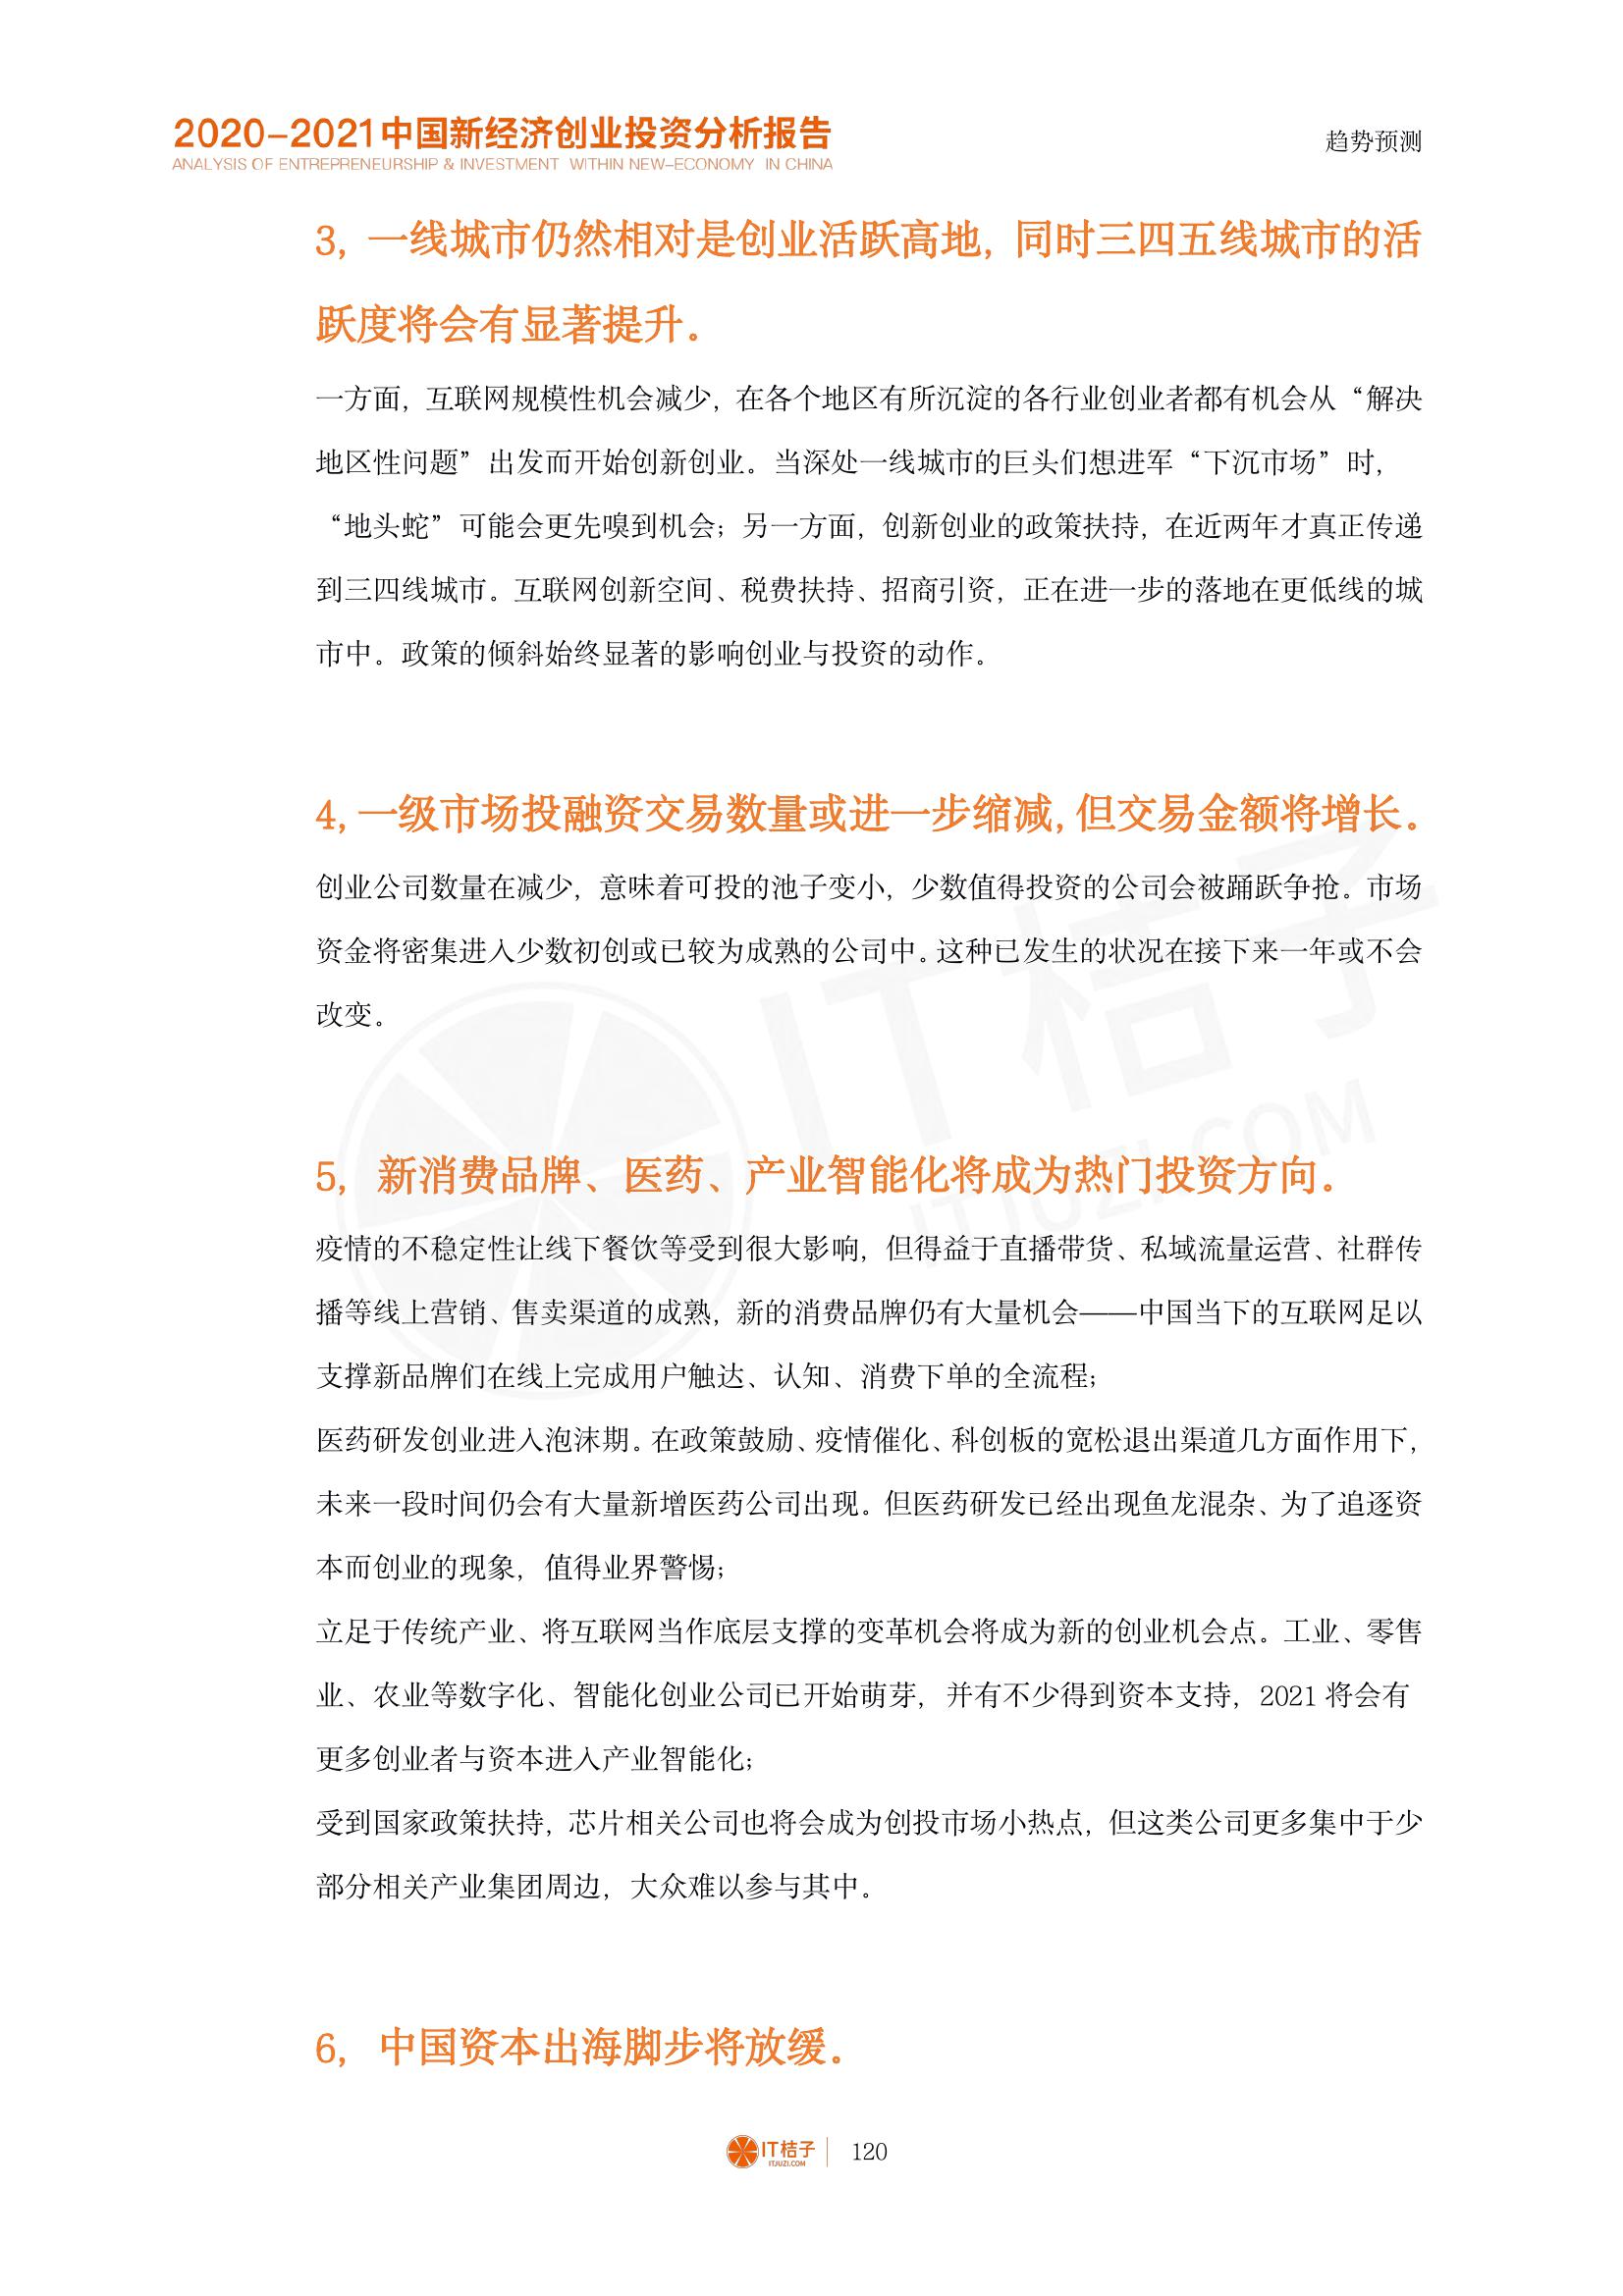 2020-2021中国新经济创业投资分析报告
ANALYSIS OF ENTREPRENEURSHIP & INVESTMENT WITHIN NEW-ECONOMY IN CHINA
趋势预测
3，一线城市仍然相对是创业活跃高地，同时三四五线城市的活
跃度将会有显著提升。
一方面，互联网规模性机会减少，在各个地区有所沉淀的各行业创业者都有机会从“解决
地区性问题”出发而开始创新创业。当深处一线城市的巨头们想进军“下沉市场”时，
“地头蛇”可能会更先嗅到机会；另一方面，创新创业的政策扶持，在近两年才真正传递
到三四线城市。互联网创新空间、税费扶持、招商引资，正在进一步的落地在更低线的城
市中。政策的倾斜始终显著的影响创业与投资的动作。
4,一级市场投融资交易数量或进一步缩减,但交易金额将增长。
创业公司数量在减少，意味着可投的池子变小，少数值得投资的公司会被踊跃争抢。市场
资金将密集进入少数初创或已较为成熟的公司中。这种已发生的状况在接下来一年或不会
改变。
5，新消费品牌、医药、产业智能化将成为热门投资方向。
疫情的不稳定性让线下餐饮等受到很大影响，但得益于直播带货、私域流量运营、社群传
播等线上营销、售卖渠道的成熟，新的消费品牌仍有大量机会——中国当下的互联网足以
支撑新品牌们在线上完成用户触达、认知、消费下单的全流程；
医药研发创业进入泡沫期。在政策鼓励、疫情催化、科创板的宽松退出渠道几方面作用下，
未来一段时间仍会有大量新增医药公司出现。但医药研发已经出现鱼龙混杂、为了追逐资
本而创业的现象，值得业界警惕；
立足于传统产业、将互联网当作底层支撑的变革机会将成为新的创业机会点。工业、零售
业、农业等数字化、智能化创业公司已开始萌芽，并有不少得到资本支持，2021 将会有
更多创业者与资本进入产业智能化；
受到国家政策扶持，芯片相关公司也将会成为创投市场小热点，但这类公司更多集中于少
部分相关产业集团周边，大众难以参与其中。
6，中国资本出海脚步将放缓。
IT桔子
ITJUZI.COM
120
IT桔子
ITJUZI.COM